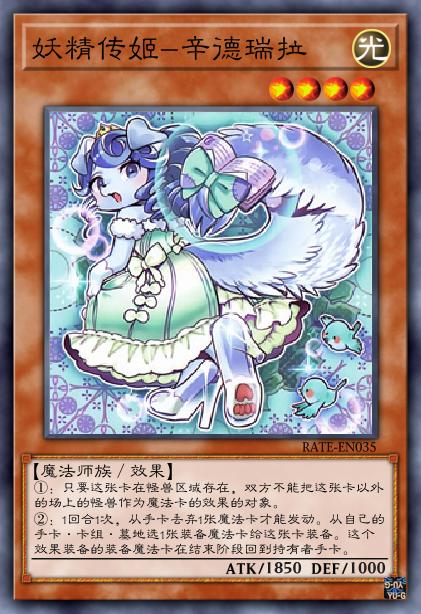 妖精传姬-辛德瑞拉
光
RATE-EN035
【魔法师族／效果】
①：只要这张卡在怪兽区域存在，双方不能把这张卡以外
的场上的怪兽作为魔法卡的效果的对象。
②：1回合1次，从手卡丢弃1张魔法卡才能发动。从自己的
手卡·卡组·墓地选1张装备魔法卡给这张卡装备。这个
效果装备的装备魔法卡在结束阶段回到持有者手卡。
ATK/1850 DEF/1000